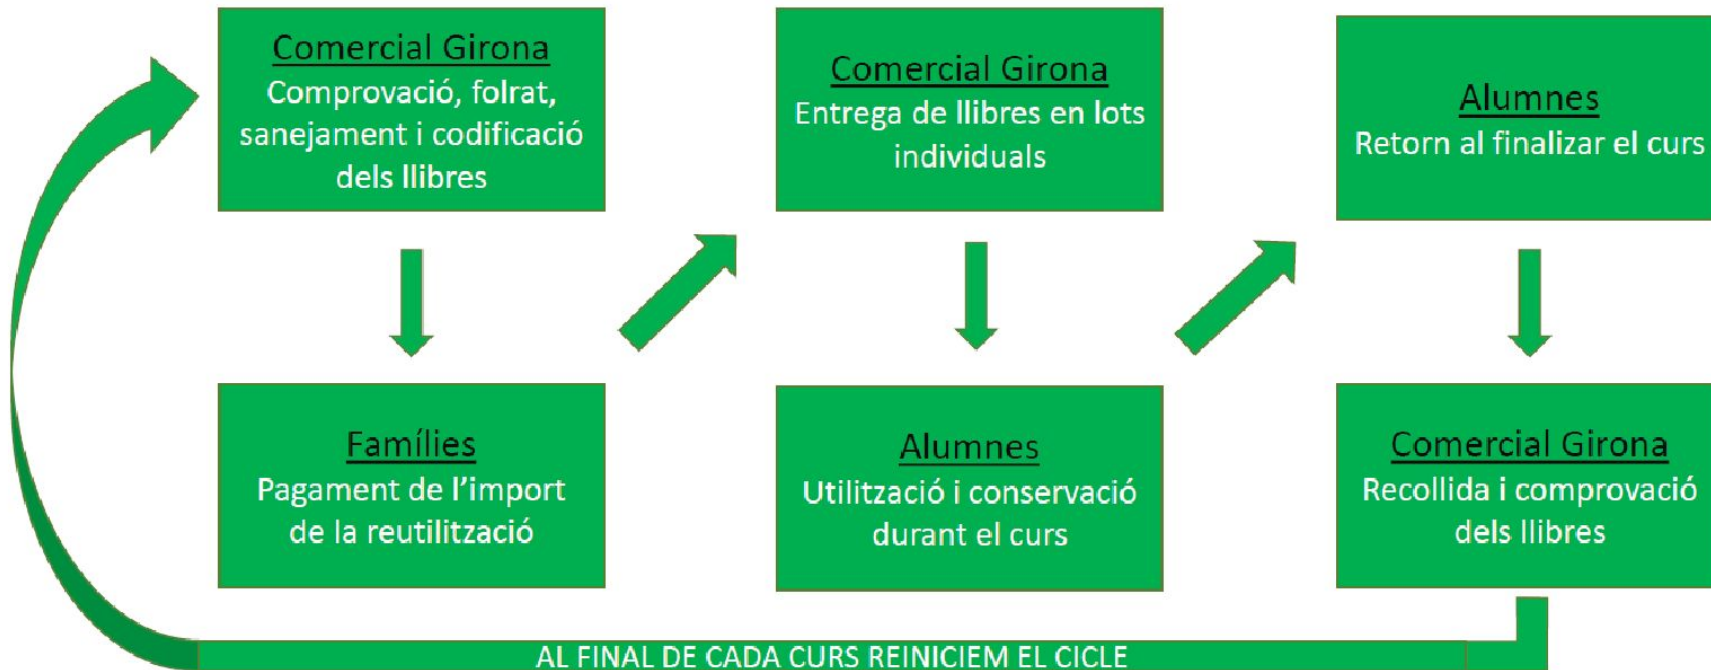 Comercial Girona
Comprovació, folrat,
sanejament i codificació
dels llibres
Famílies
Pagament de l’import
de la reutilització
Comercial Girona
Entrega de llibres en lots
individuals
Alumnes
Utilització i conservació
durant el curs
Alumnes
Retorn al finalizar el curs
Comercial Girona
Recollida i comprovació
dels llibres
AL FINAL DE CADA CURS REINICIEM EL CICLE